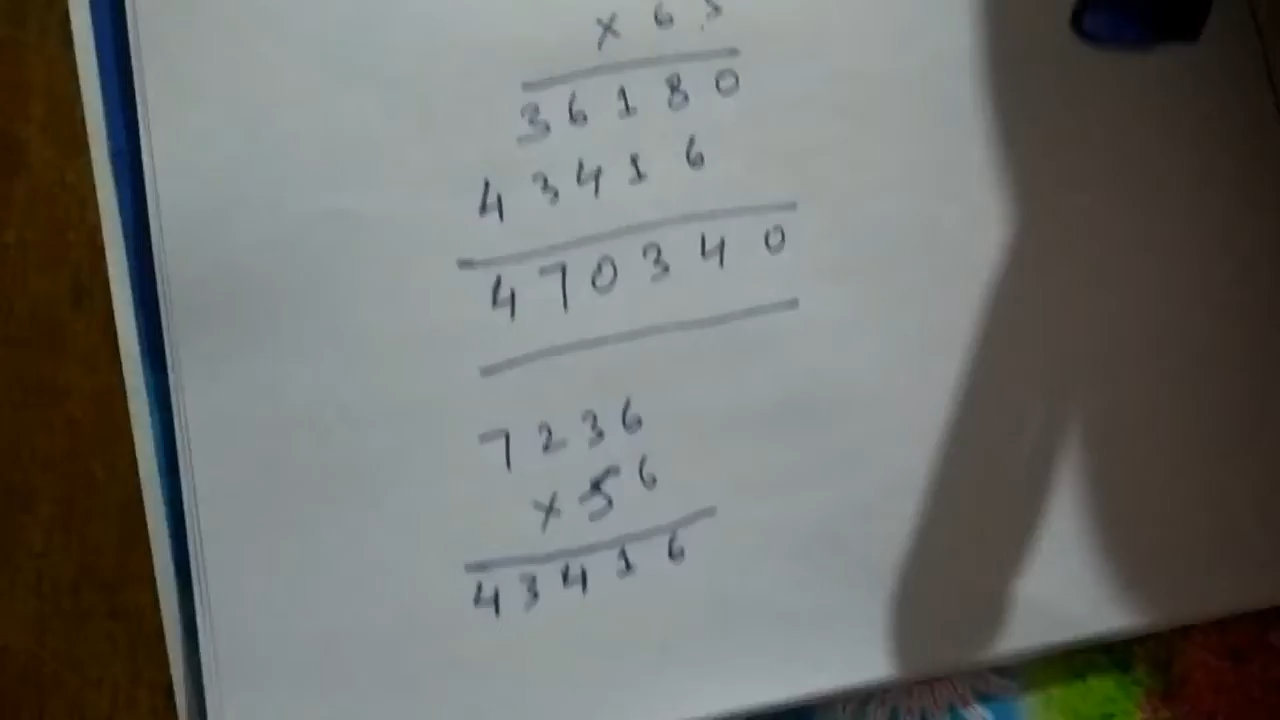 × 6
3 6 1 8 0
4 3 4 1 6
4 7 0 3 4 0
7 2 3 6
× 5 6
4 3 4 1 6